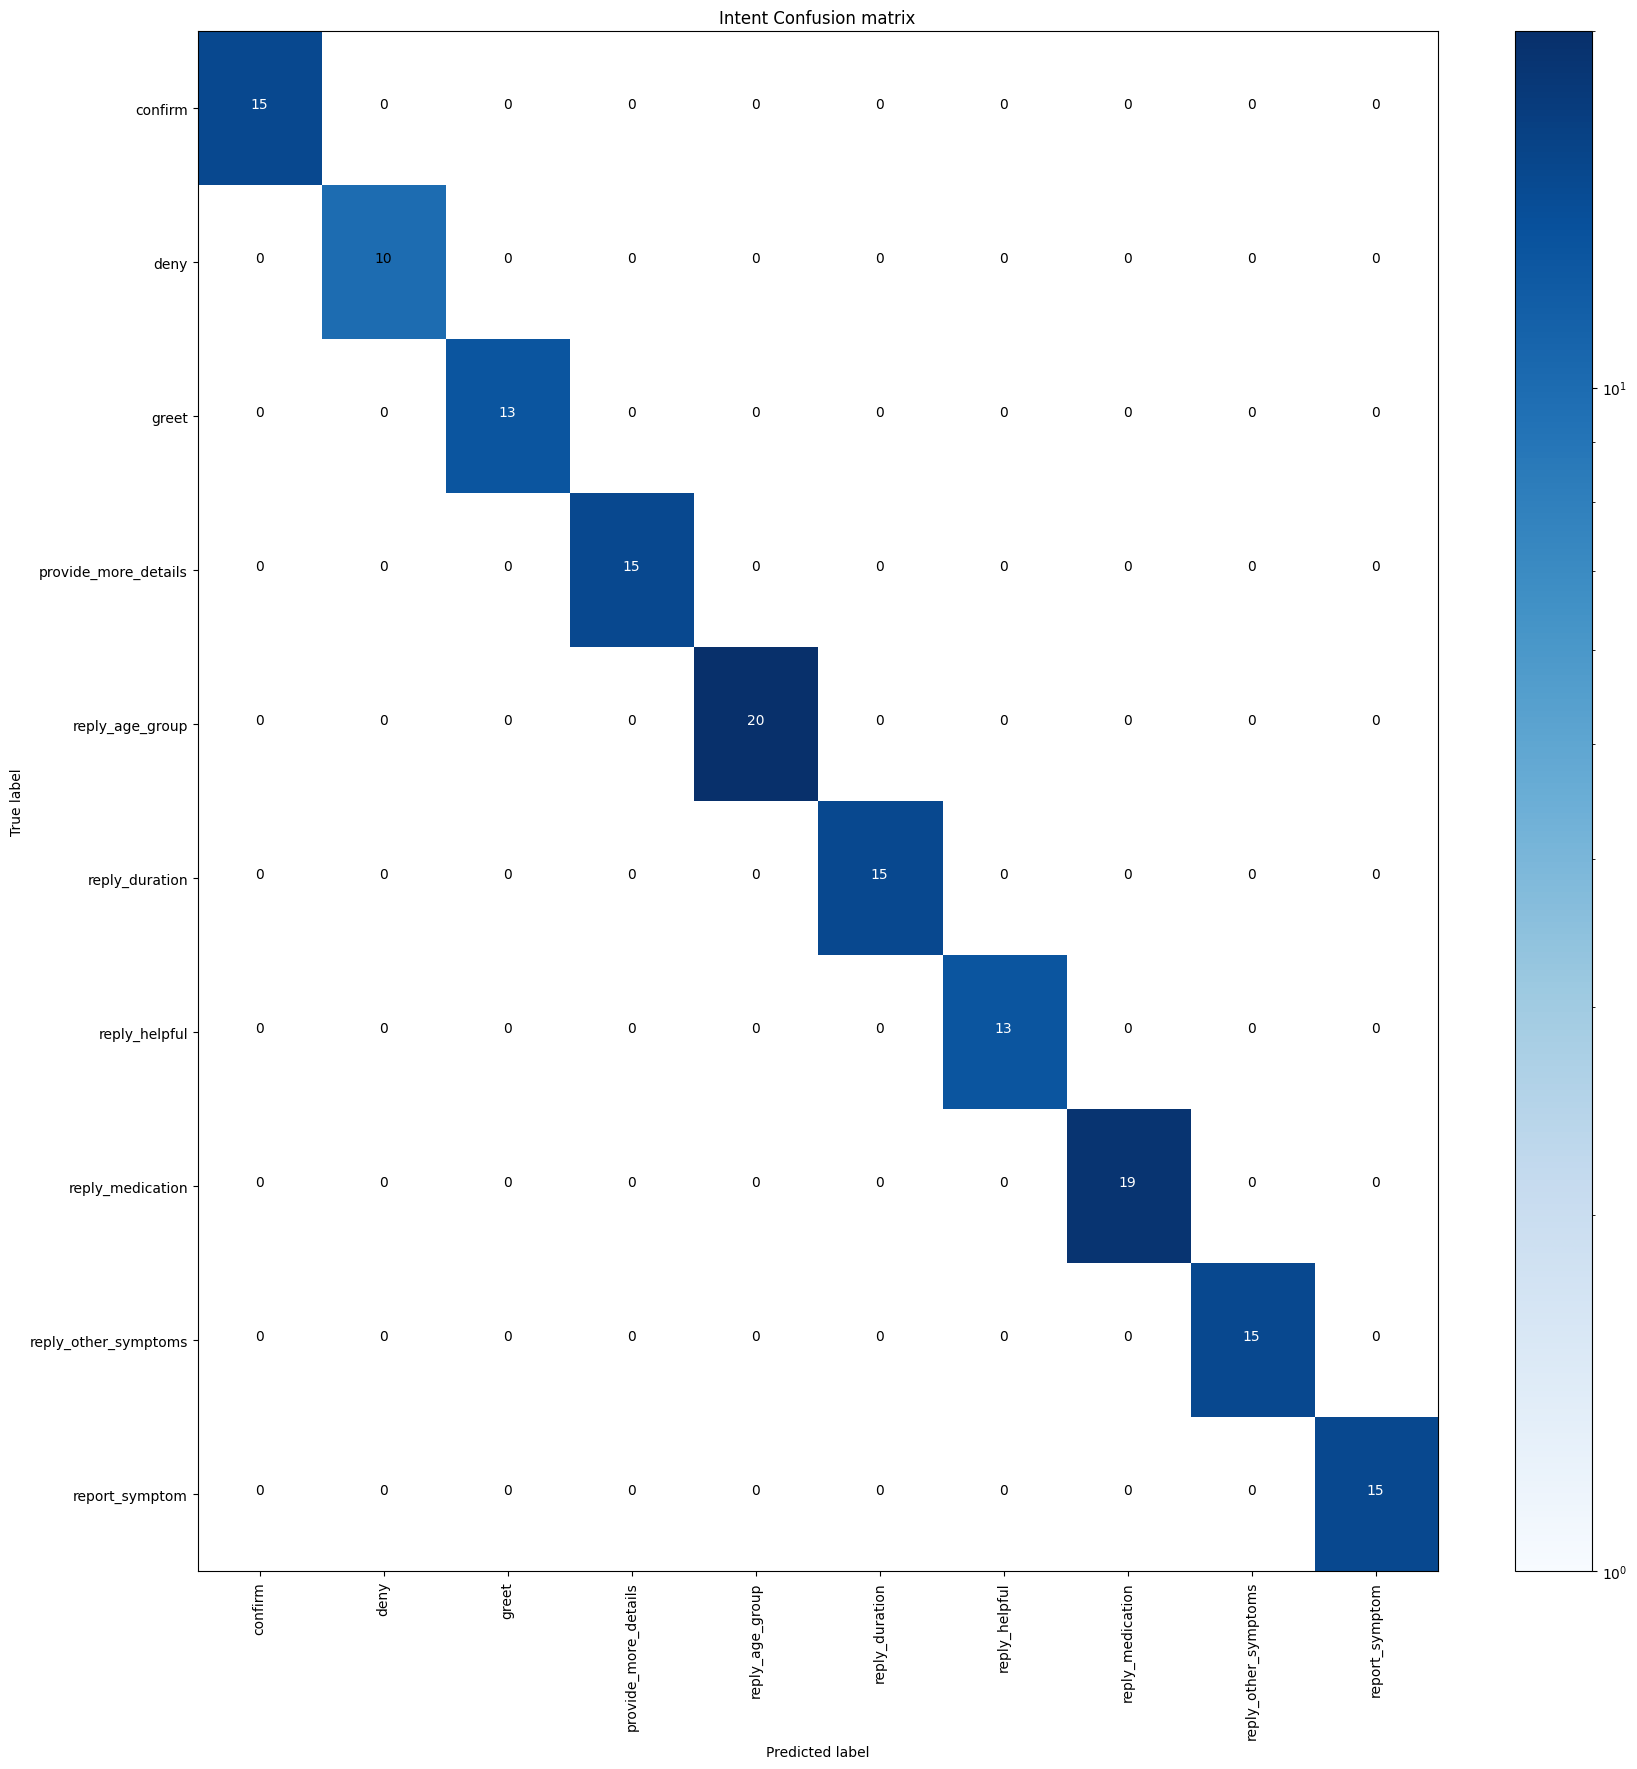 Intent Confusion matrix
confirm 15 0 0 0 0 0 0 0 0 0
deny 0 10 0 0 0 0 0 0 0 0
greet 0 0 13 0 0 0 0 0 0 0
provide_more_details 0 0 0 15 0 0 0 0 0 0
reply_age_group 0 0 0 0 20 0 0 0 0 0
reply_duration 0 0 0 0 0 15 0 0 0 0
reply_helpful 0 0 0 0 0 0 13 0 0 0
reply_medication 0 0 0 0 0 0 0 19 0 0
reply_other_symptoms 0 0 0 0 0 0 0 0 15 0
report_symptom 0 0 0 0 0 0 0 0 0 15
True label
confirm
deny
greet
provide_more_details
reply_age_group
reply_duration
reply_helpful
reply_medication
reply_other_symptoms
report_symptom
Predicted label
10¹
10⁰